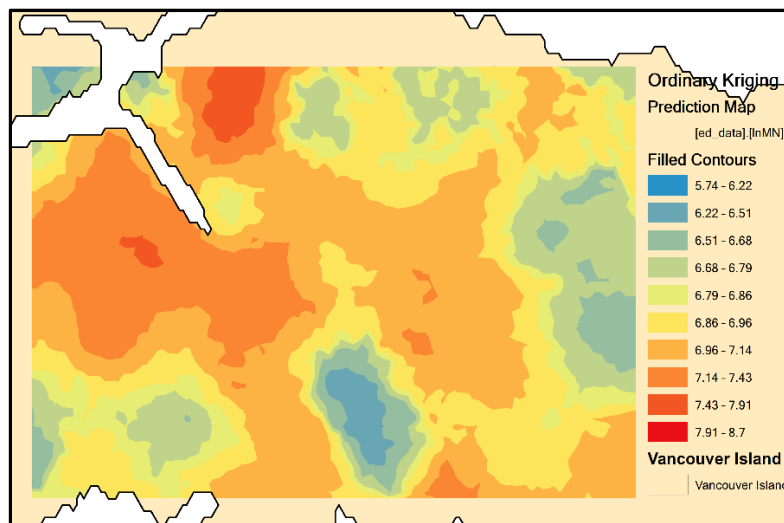 Ordinary Kriging
Prediction Map
[ed_data].[lnMN]
Filled Contours
5.74 - 6.22
6.22 - 6.51
6.51 - 6.68
6.68 - 6.79
6.79 - 6.86
6.86 - 6.96
6.96 - 7.14
7.14 - 7.43
7.43 - 7.91
7.91 - 8.7
Vancouver Island
Vancouver Island